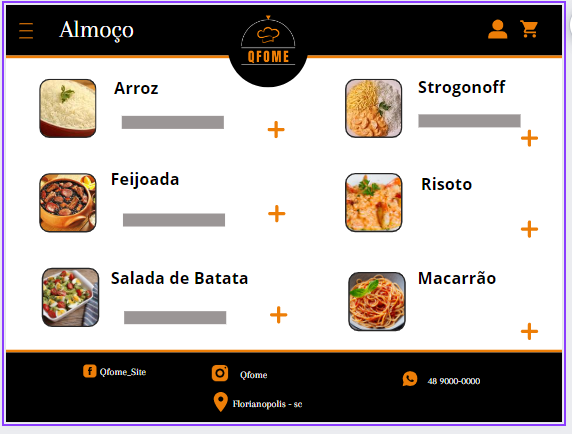 Almoço
QFOME
Arroz
Strogonoff
Feijoada
Risoto
Salada de Batata
Macarrão
Qfome_Site
Qfome
48 9000-0000
Florianopolis - sc